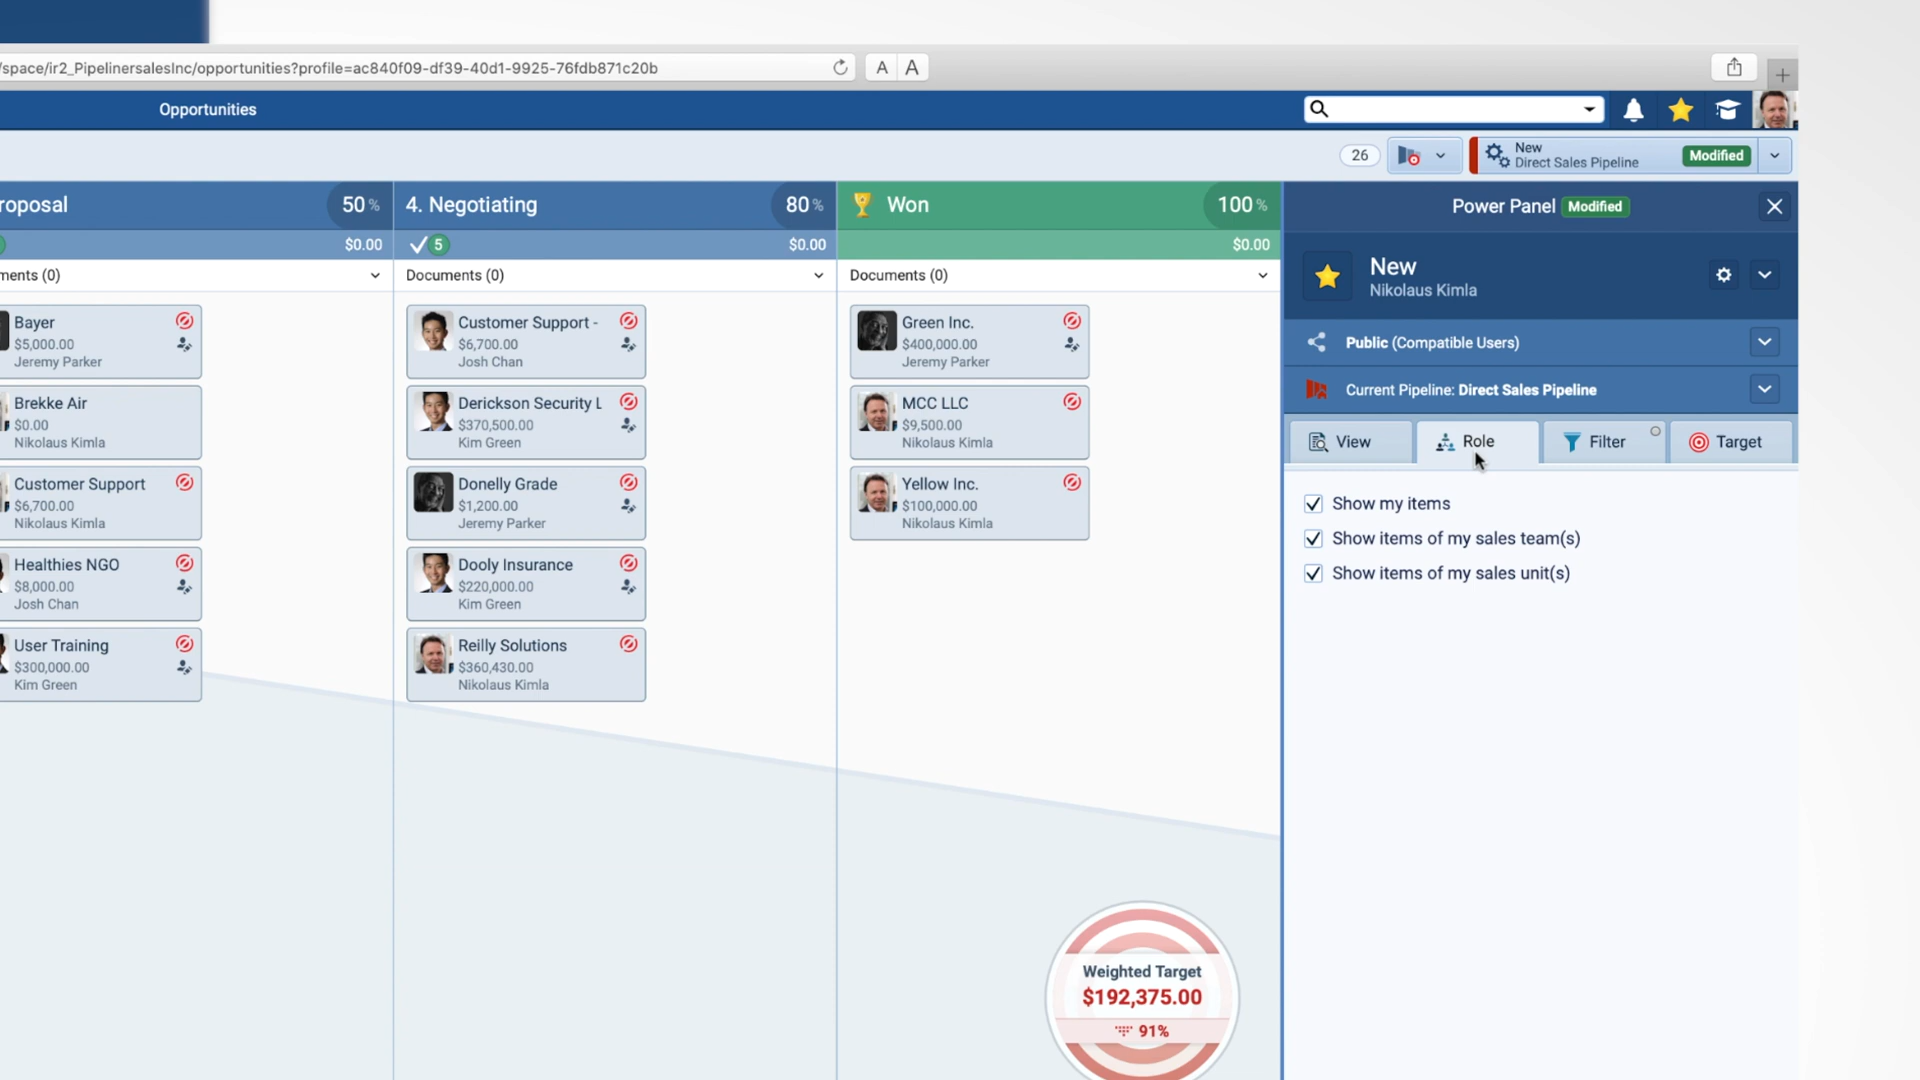 /space/ir2_PipelinersalesInc/opportunities?profile=ac840f09-df39-40d1-9925-76fdb871c20b
A A
Opportunities
26
New
Direct Sales Pipeline
Modified
roposal
50%
$0.00
ments (0)
Bayer
$5,000.00
Jeremy Parker
Brekke Air
$0.00
Nikolaus Kimla
Customer Support
$6,700.00
Nikolaus Kimla
Healthies NGO
$8,000.00
Josh Chan
User Training
$300,000.00
Kim Green
4. Negotiating
80%
5
$0.00
Documents (0)
Customer Support -
$6,700.00
Josh Chan
Derickson Security L
$370,500.00
Kim Green
Donelly Grade
$1,200.00
Jeremy Parker
Dooly Insurance
$220,000.00
Kim Green
Reilly Solutions
$360,430.00
Nikolaus Kimla
Won
100%
$0.00
Documents (0)
Green Inc.
$400,000.00
Jeremy Parker
MCC LLC
$9,500.00
Nikolaus Kimla
Yellow Inc.
$100,000.00
Nikolaus Kimla
Weighted Target
$192,375.00
91%
Power Panel Modified
New
Nikolaus Kimla
Public (Compatible Users)
Current Pipeline: Direct Sales Pipeline
View
Role
Filter
Target
Show my items
Show items of my sales team(s)
Show items of my sales unit(s)